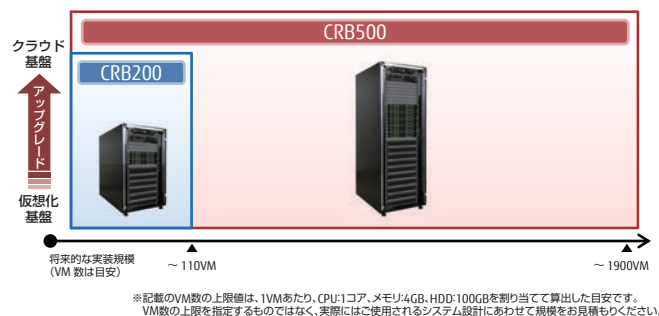 CRB500
クラウド
基盤
CRB200
アップグレード
仮想化
基盤
将来的な実装規模
(VM 数は目安)
～ 110VM
～ 1900VM
※記載のVM数の上限値は、1VMあたり、CPU:1コア、メモリ:4GB、HDD:100GBを割り当てて算出した目安です。
VM数の上限を指定するものではなく、実際にはご使用されるシステム設計にあわせて規模をお見積もりください。